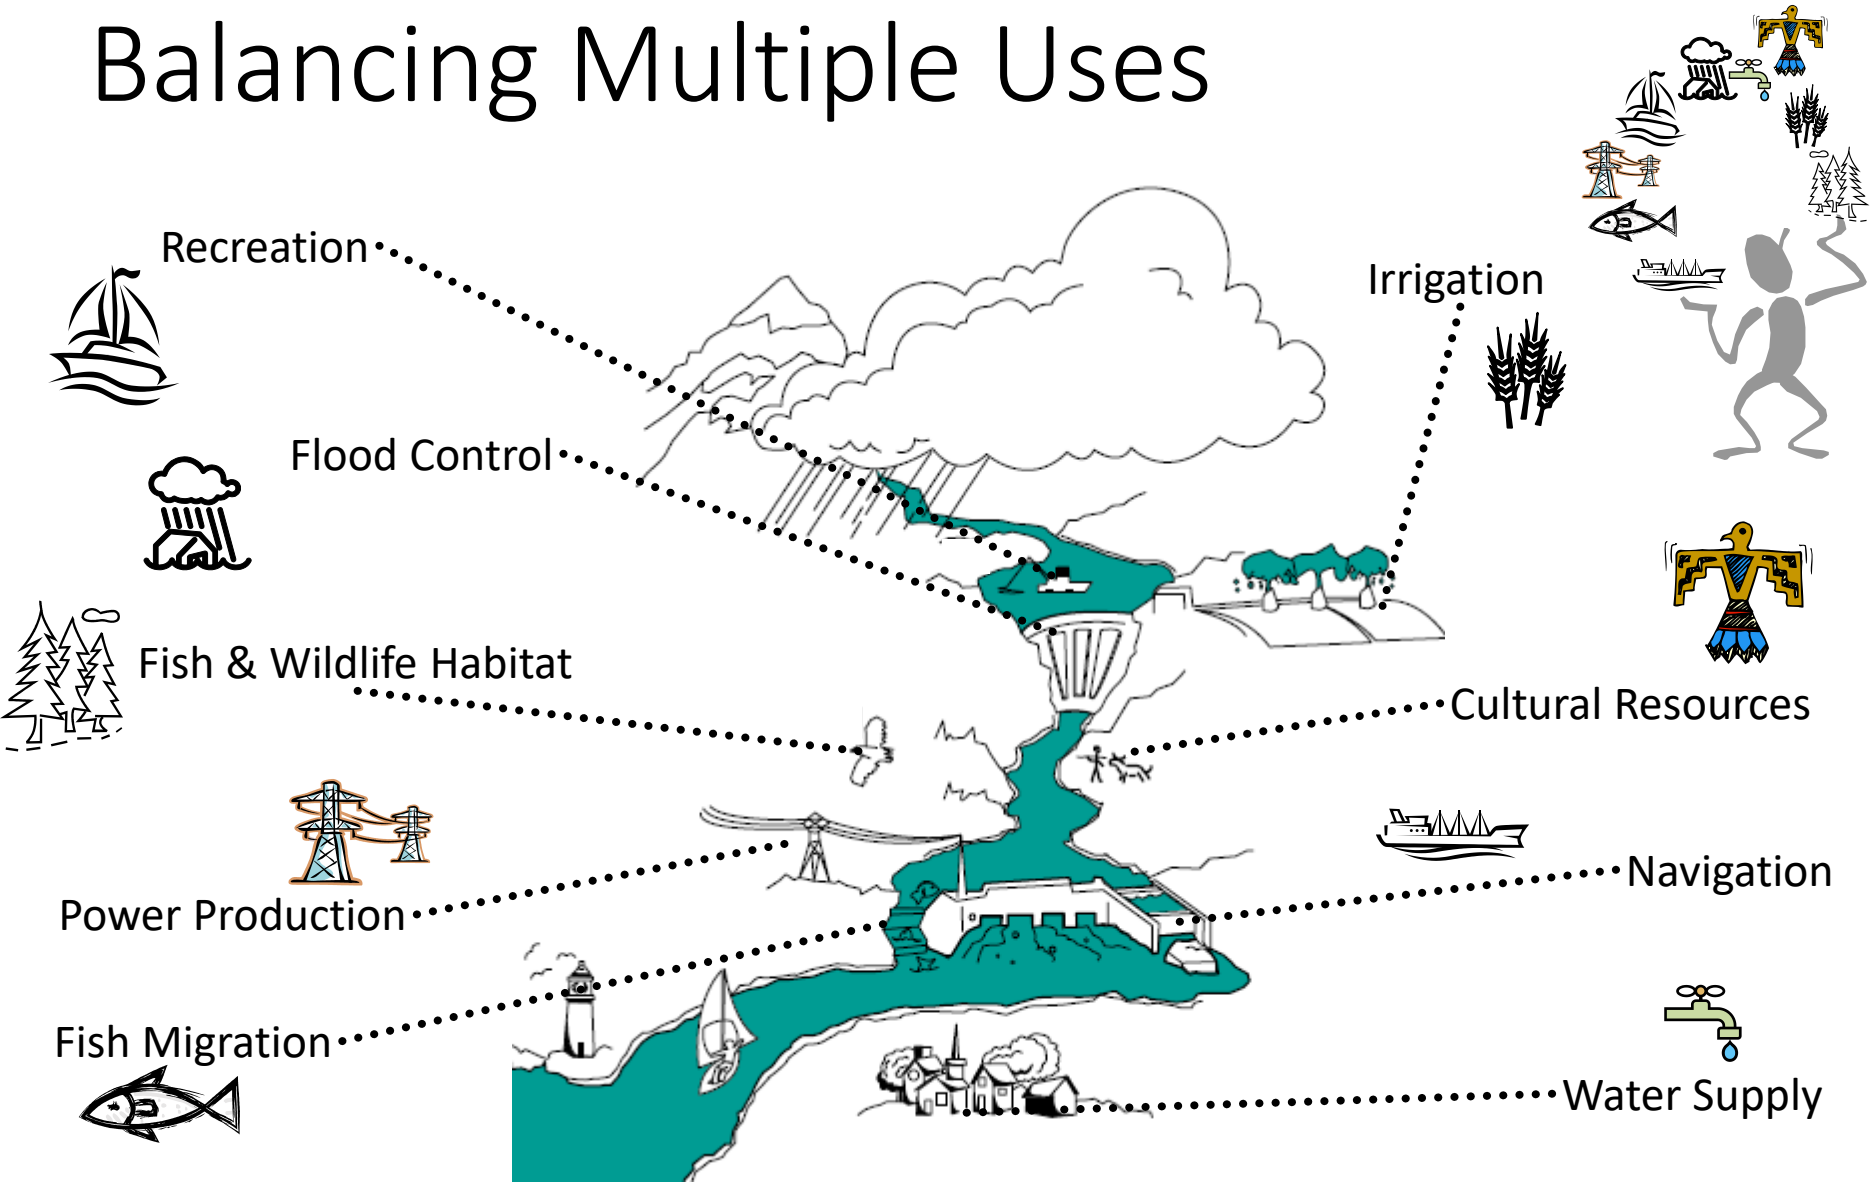 Balancing Multiple Uses
Recreation
Irrigation
Flood Control
Fish & Wildlife Habitat
Cultural Resources
Navigation
Power Production
Fish Migration
Water Supply